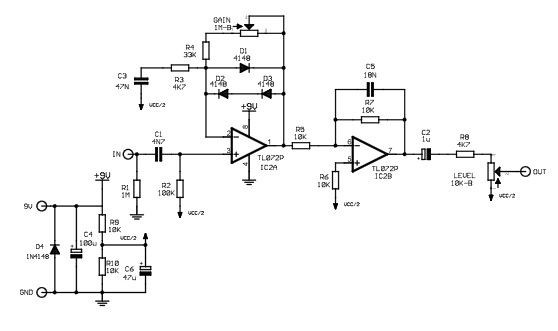 GAIN
1M-B
R4
33K
D1
4148
C3
47N
R3
4K7
D2
4148
D3
4148
VCC/2
+9V
C5
10N
R7
10K
IN
C1
4N7
2
3
8
4
1
TL072P
IC2A
R5
10K
6
5
7
TL072P
IC2B
C2
1u
R8
4K7
R1
1M
R2
100K
VCC/2
R6
10K
VCC/2
LEVEL
10K-B
OUT
VCC/2
+9V
9V
R9
10K
VCC/2
D4
1N4148
C4
100u
R10
10K
C6
47u
GND